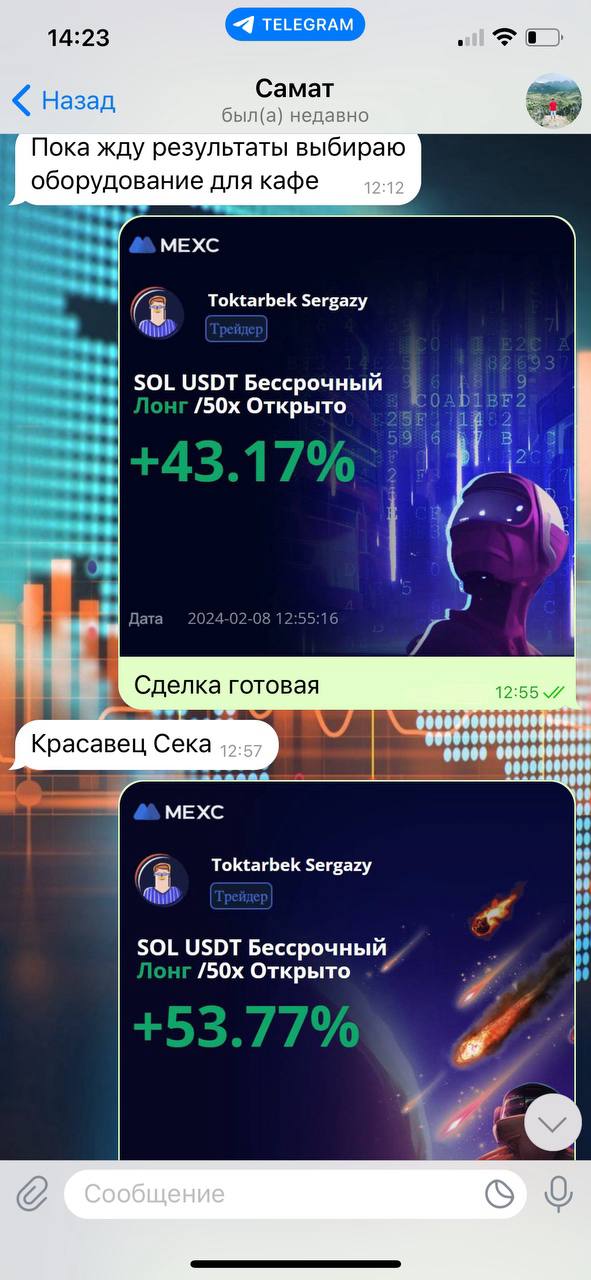 14:23
TELEGRAM
Назад
Самат
был(а) недавно
Пока жду результаты выбираю
оборудование для кафе
12:12
MEXC
Toktarbek Sergazy
Трейдер
SOL USDT Бессрочный
Лонг /50x Открыто
+43.17%
Дата 2024-02-08 12:55:16
Сделка готовая
12:55
Красавец Сека 12:57
MEXC
Toktarbek Sergazy
Трейдер
SOL USDT Бессрочный
Лонг /50x Открыто
+53.77%
Сообщение